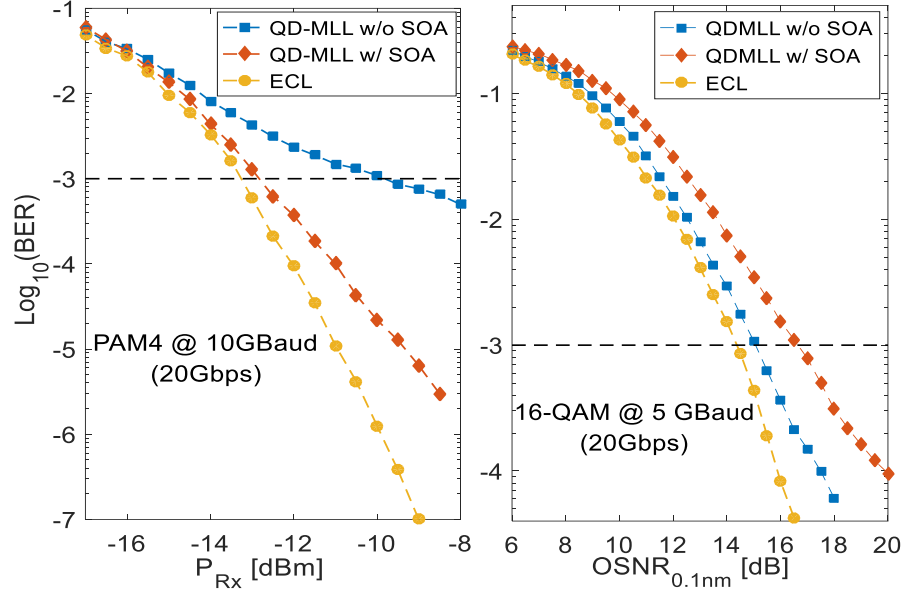 QD-MLL w/o SOA
QD-MLL w/ SOA
ECL
-1
-2
-3
-4
-5
-6
-7
Log10(BER)
PAM4 @ 10GBaud
(20Gbps)
-16
-14
-12
-10
-8
PRx [dBm]
QDMLL w/o SOA
QDMLL w/ SOA
ECL
-1
-2
-3
-4
16-QAM @ 5 GBaud
(20Gbps)
6
8
10
12
14
16
18
20
OSNR0.1nm [dB]